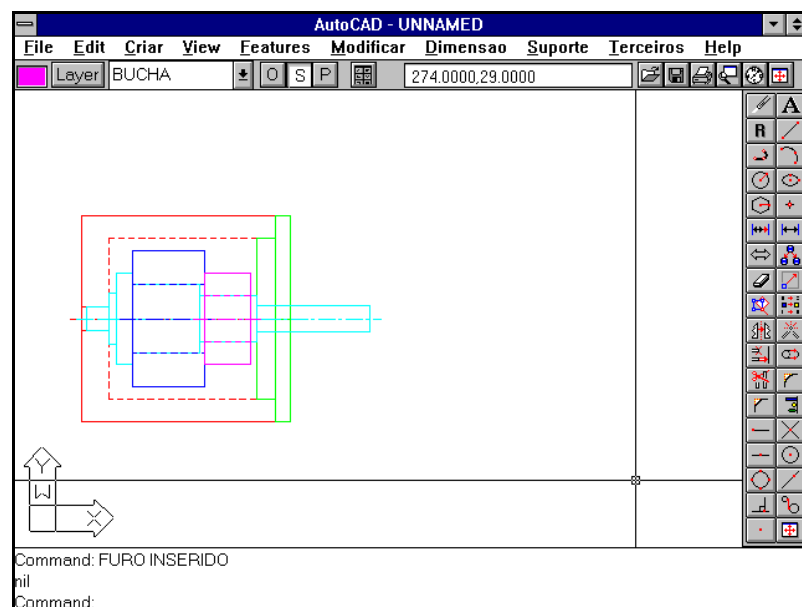 AutoCAD - UNNAMED
File Edit Criar View Features Modificar Dimensao Suporte Terceiros Help
Layer BUCHA O S P 274.0000,29.0000
A
R
Y
W
X
Command: FURO INSERIDO
nil
Command: